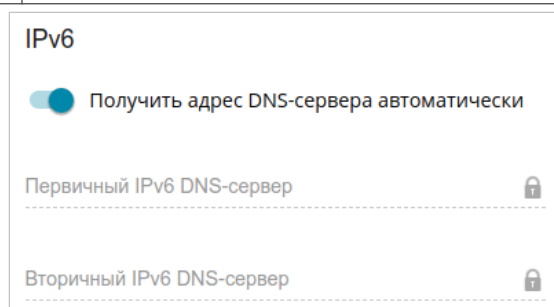 IPv6
Получить адрес DNS-сервера автоматически
Первичный IPv6 DNS-сервер
Вторичный IPv6 DNS-сервер